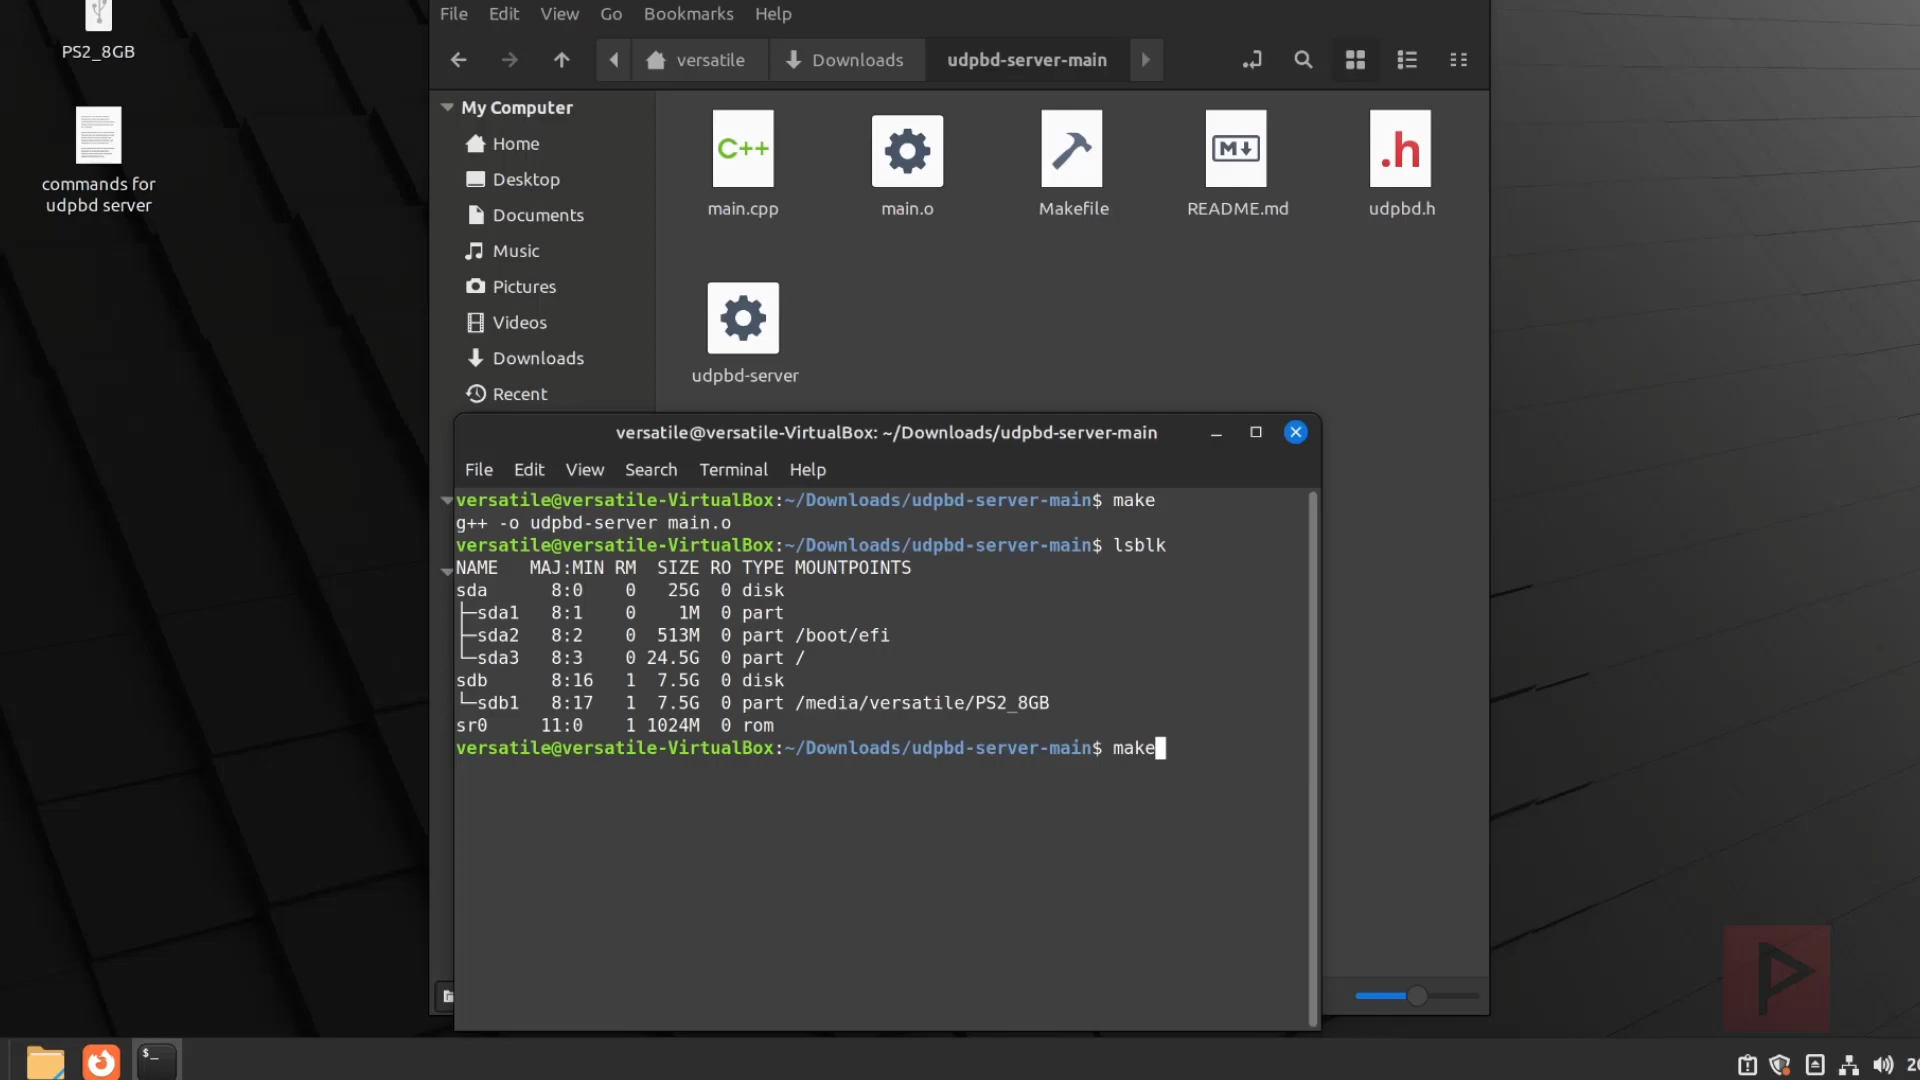 PS2_8GB
commands for
udpbd server
File Edit View Go Bookmarks Help
versatile Downloads udpbd-server-main
My Computer
Home
Desktop
Documents
Music
Pictures
Videos
Downloads
Recent
C++ M .h
main.cpp main.o Makefile README.md udpbd.h
udpbd-server
versatile@versatile-VirtualBox: ~/Downloads/udpbd-server-main
File Edit View Search Terminal Help
versatile@versatile-VirtualBox:~/Downloads/udpbd-server-main$ make
g++ -o udpbd-server main.o
versatile@versatile-VirtualBox:~/Downloads/udpbd-server-main$ lsblk
NAME MAJ:MIN RM SIZE RO TYPE MOUNTPOINTS
sda 8:0 0 25G 0 disk
├─sda1 8:1 0 1M 0 part
├─sda2 8:2 0 513M 0 part /boot/efi
└─sda3 8:3 0 24.5G 0 part /
sdb 8:16 1 7.5G 0 disk
└─sdb1 8:17 1 7.5G 0 part /media/versatile/PS2_8GB
sr0 11:0 1 1024M 0 rom
versatile@versatile-VirtualBox:~/Downloads/udpbd-server-main$ make
$_